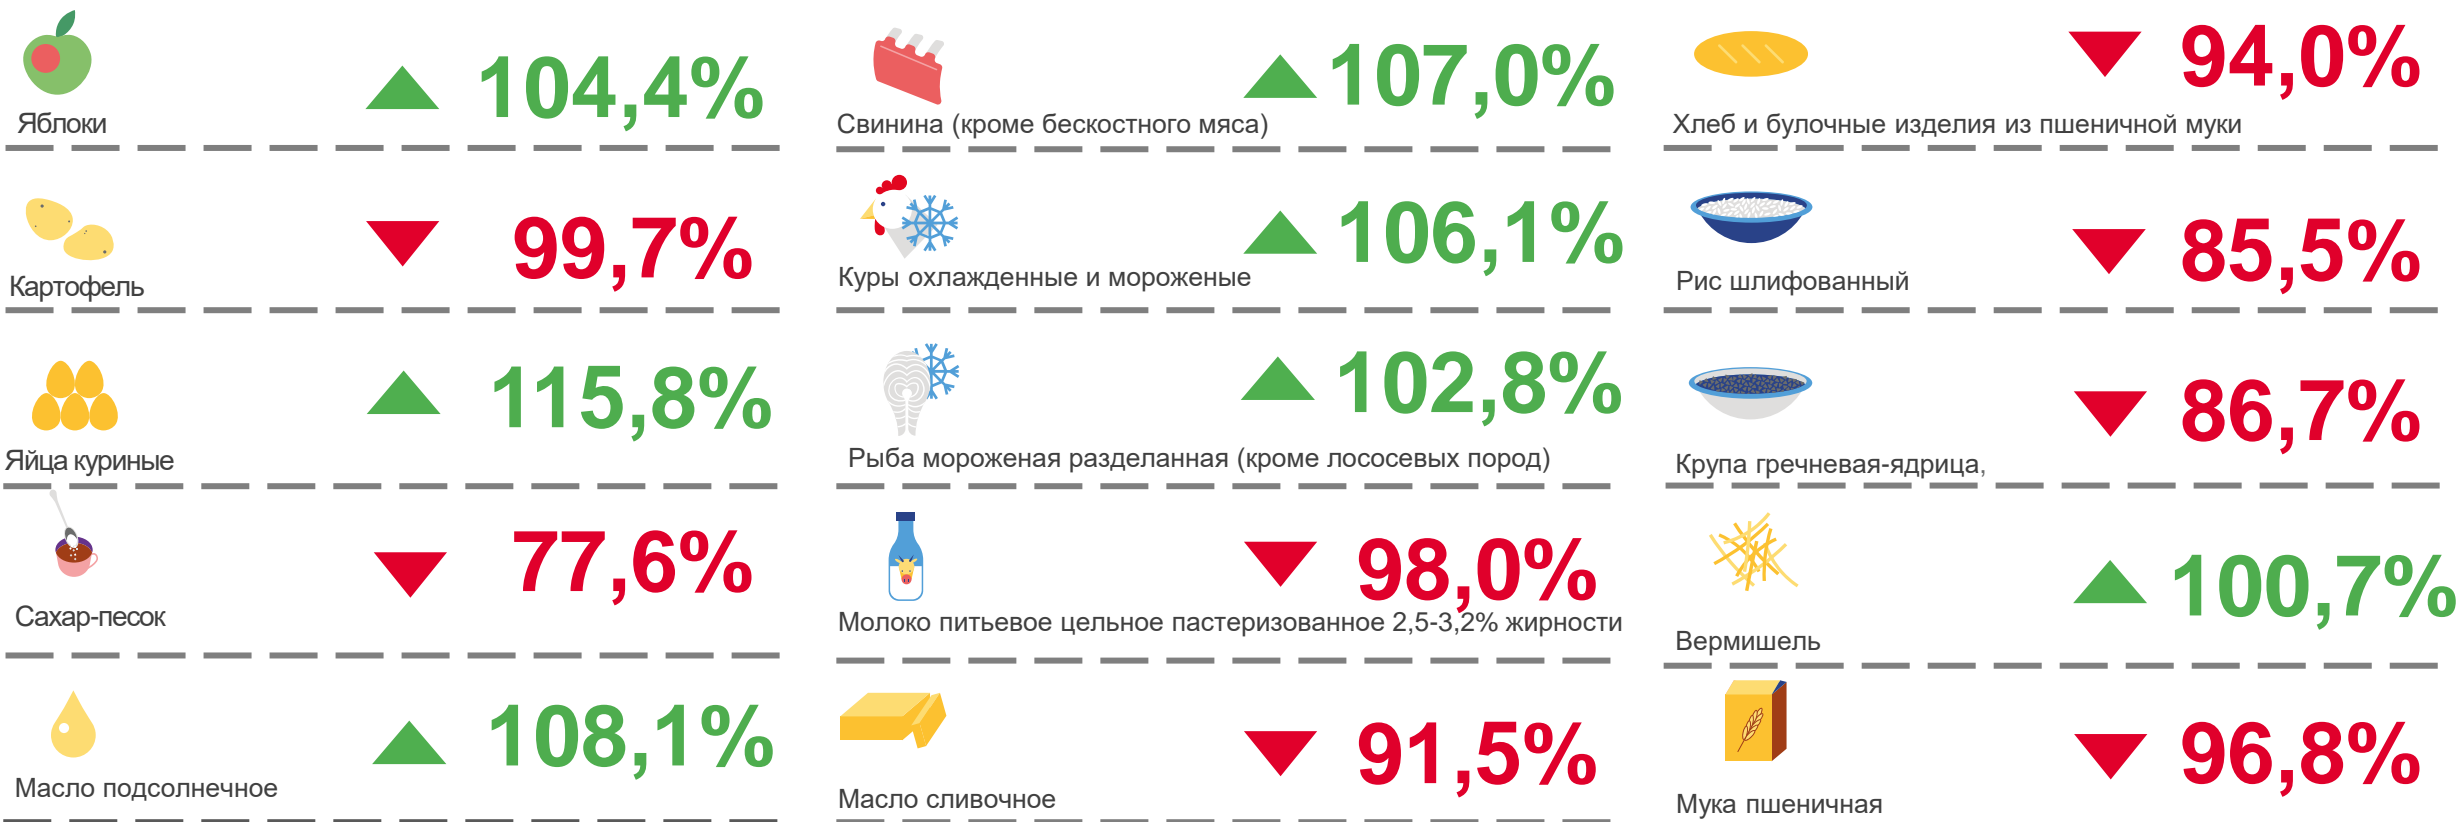 104,4%
Яблоки
99,7%
Картофель
115,8%
Яйца куриные
77,6%
Сахар-песок
108,1%
Масло подсолнечное
107,0%
Свинина (кроме бескостного мяса)
106,1%
Куры охлажденные и мороженые
102,8%
Рыба мороженая разделанная (кроме лососевых пород)
98,0%
Молоко питьевое цельное пастеризованное 2,5-3,2% жирности
91,5%
Масло сливочное
94,0%
Хлеб и булочные изделия из пшеничной муки
85,5%
Рис шлифованный
86,7%
Крупа гречневая-ядрица,
100,7%
Вермишель
96,8%
Мука пшеничная